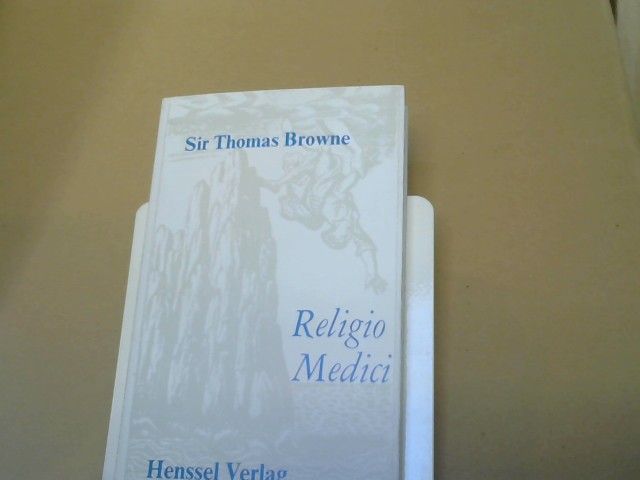 Sir Thomas Browne
Religio
Medici
Henssel Verlag